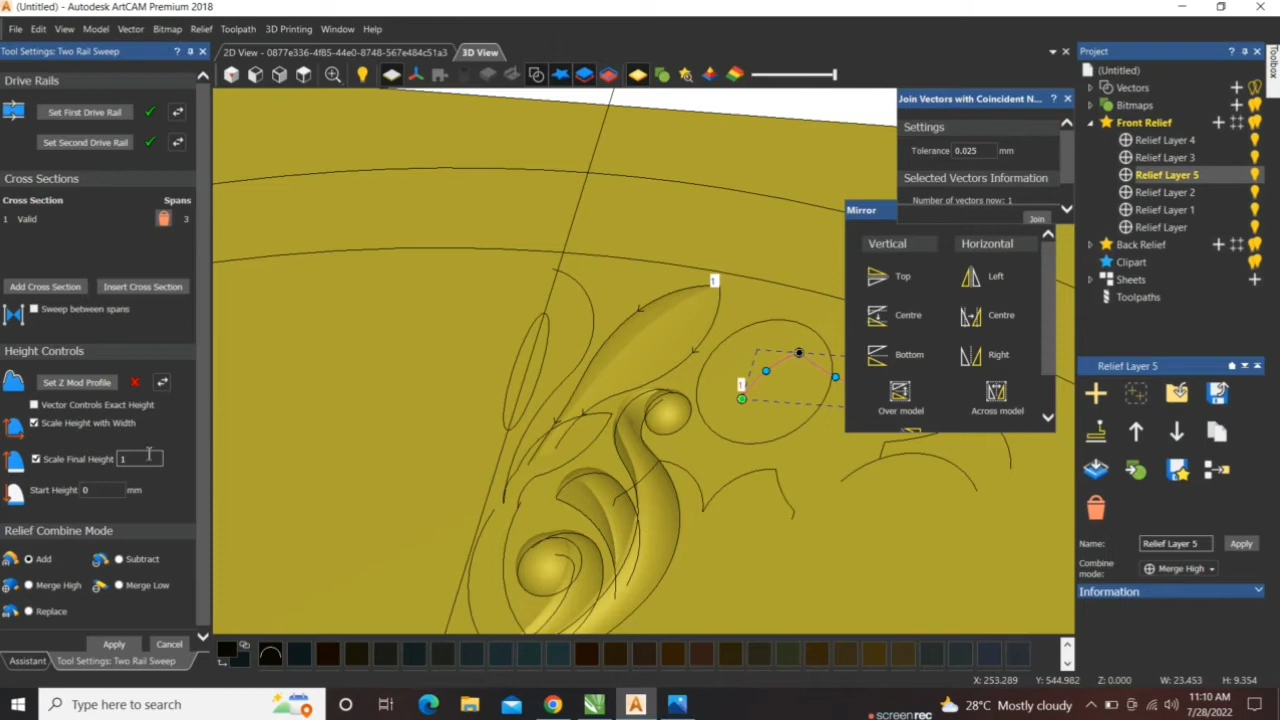 (Untitled) - Autodesk ArtCAM Premium 2018
File Edit View Model Vector Bitmap Relief Toolpath 3D Printing Window Help
Tool Settings: Two Rail Sweep ?
Drive Rails
Set First Drive Rail
Set Second Drive Rail
Cross Sections
Cross Section Spans
1 Valid 3
Add Cross Section Insert Cross Section
Sweep between spans
Height Controls
Set Z Mod Profile
Vector Controls Exact Height
Scale Height with Width
Scale Final Height 1
Start Height 0 mm
Relief Combine Mode
Add Subtract
Merge High Merge Low
Replace
Apply Cancel
Assistant Tool Settings: Two Rail Sweep
2D View - 0877e336-4f85-44e0-8748-567e484c51a3 3D View
1
1
Join Vectors with Coincident N... ?
Settings
Tolerance 0.025 mm
Selected Vectors Information
Number of vectors now: 1
Join
Mirror
Vertical Horizontal
Top Left
Centre Centre
Bottom Right
Over model Across model
Project ?
Toolbox
(Untitled)
Vectors
Bitmaps
Front Relief
Relief Layer 4
Relief Layer 3
Relief Layer 5
Relief Layer 2
Relief Layer 1
Relief Layer
Back Relief
Clipart
Sheets
Toolpaths
Relief Layer 5
Name: Relief Layer 5 Apply
Combine mode: Merge High
Information
X: 253.289 Y: 544.982 Z: 0.000 W: 23.453 H: 9.354
Type here to search
28°C Mostly cloudy
11:10 AM
7/28/2022
screenrec